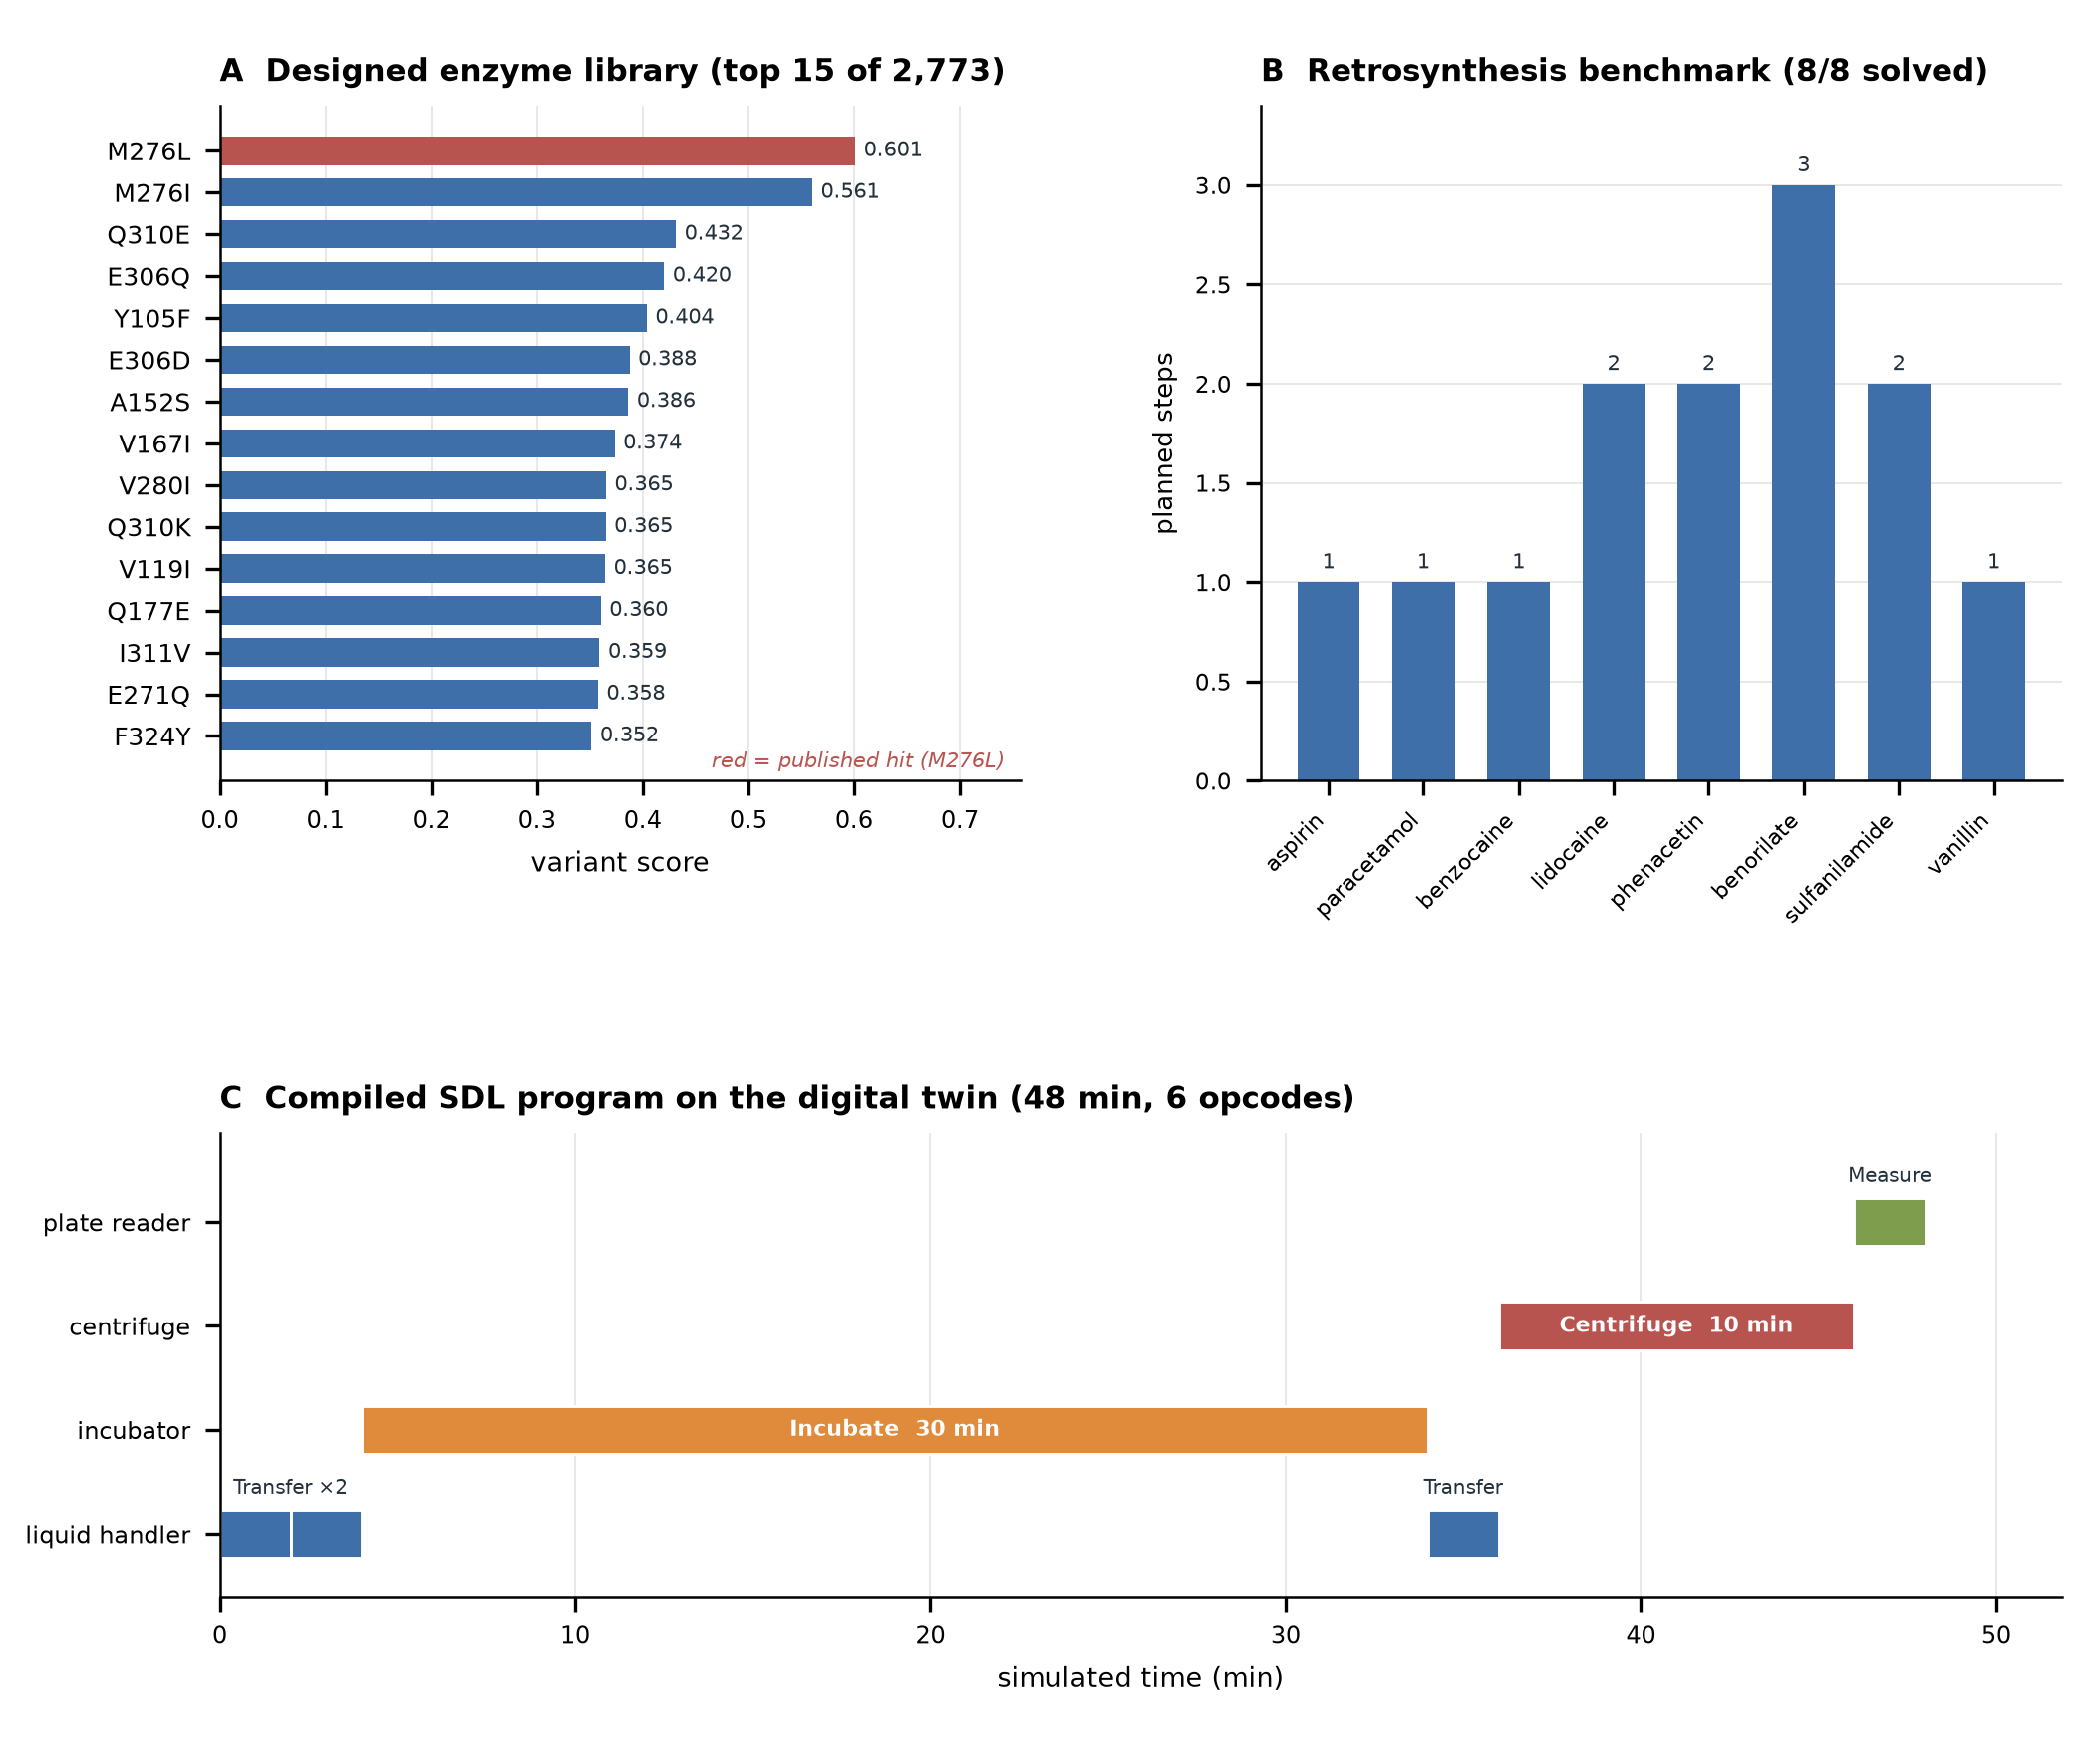 A  Designed enzyme library (top 15 of 2,773)
M276L 0.601
M276I 0.561
Q310E 0.432
E306Q 0.420
Y105F 0.404
E306D 0.388
A152S 0.386
V167I 0.374
V280I 0.365
Q310K 0.365
V119I 0.365
Q177E 0.360
I311V 0.359
E271Q 0.358
F324Y 0.352
red = published hit (M276L)
0.0 0.1 0.2 0.3 0.4 0.5 0.6 0.7
variant score
B  Retrosynthesis benchmark (8/8 solved)
planned steps
3.0
2.5
2.0
1.5
1.0
0.5
0.0
1 1 1 2 2 3 2 1
aspirin
paracetamol
benzocaine
lidocaine
phenacetin
benorilate
sulfanilamide
vanillin
C  Compiled SDL program on the digital twin (48 min, 6 opcodes)
Measure
plate reader
centrifuge
Centrifuge  10 min
incubator
Incubate  30 min
Transfer ×2
Transfer
liquid handler
0 10 20 30 40 50
simulated time (min)